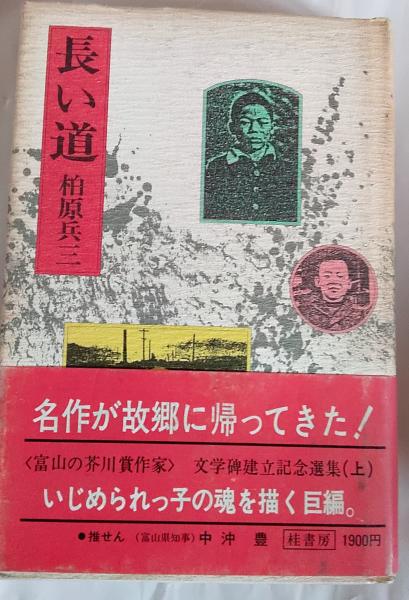 長い道
柏原兵三
名作が故郷に帰ってきた!
〈富山の芥川賞作家〉 文学碑建立記念選集(上)
いじめられっ子の魂を描く巨編。
●推せん (富山県知事) 中沖 豊 桂書房 1900円